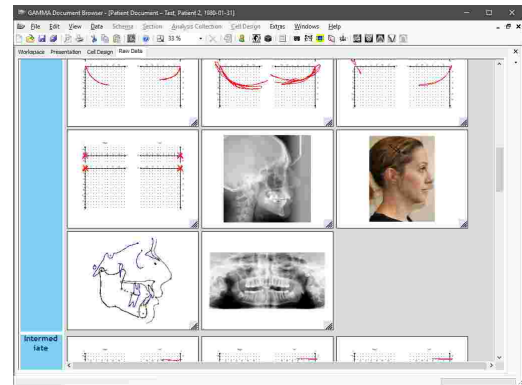 GAMMA Document Browser - [Patient Document - Test, Patient 2, 1980-01-31]
File Edit View Data Schema Section Analysis Collection Cell Design Extras Windows Help
33 %
Workspace Presentation Cell Design Raw Data
Intermed
iate